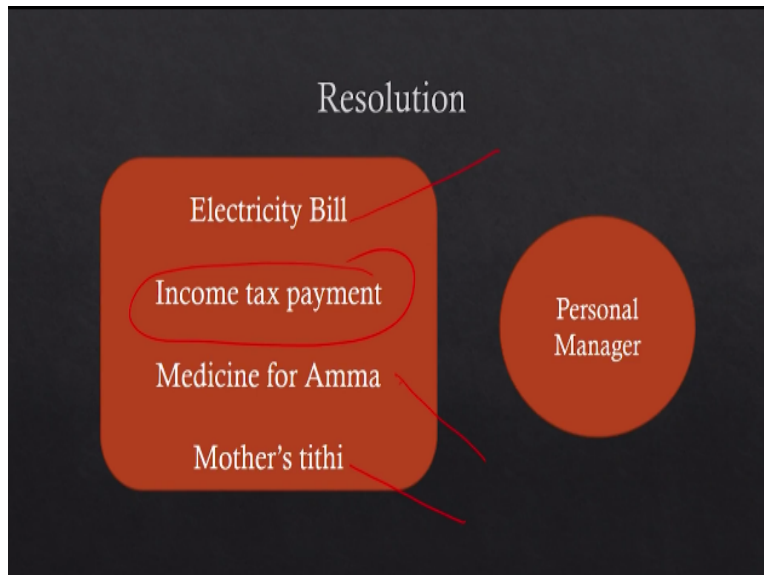 Resolution
Electricity Bill
Income tax payment
Medicine for Amma
Mother's tithi
Personal
Manager